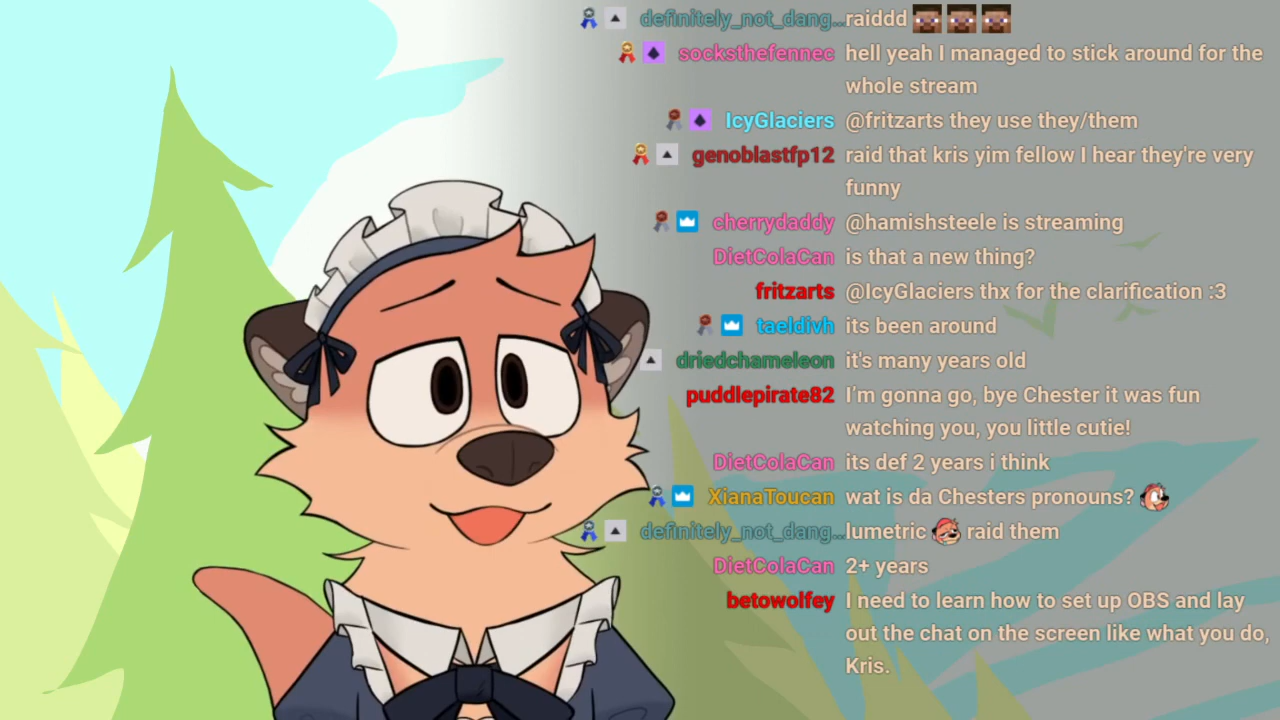 definitely_not_dang... raiddd
socksthefennec hell yeah I managed to stick around for the
whole stream
IcyGlaciers @fritzarts they use they/them
genoblastfp12 raid that kris yim fellow I hear they're very
funny
cherrydaddy @hamishsteele is streaming
DietColaCan is that a new thing?
fritzarts @IcyGlaciers thx for the clarification :3
taeldivh its been around
driedchameleon it's many years old
puddlepirate82 I'm gonna go, bye Chester it was fun
watching you, you little cutie!
DietColaCan its def 2 years i think
XianaToucan wat is da Chesters pronouns?
definitely_not_dang... lumetric raid them
DietColaCan 2+ years
betowolfey I need to learn how to set up OBS and lay
out the chat on the screen like what you do,
Kris.